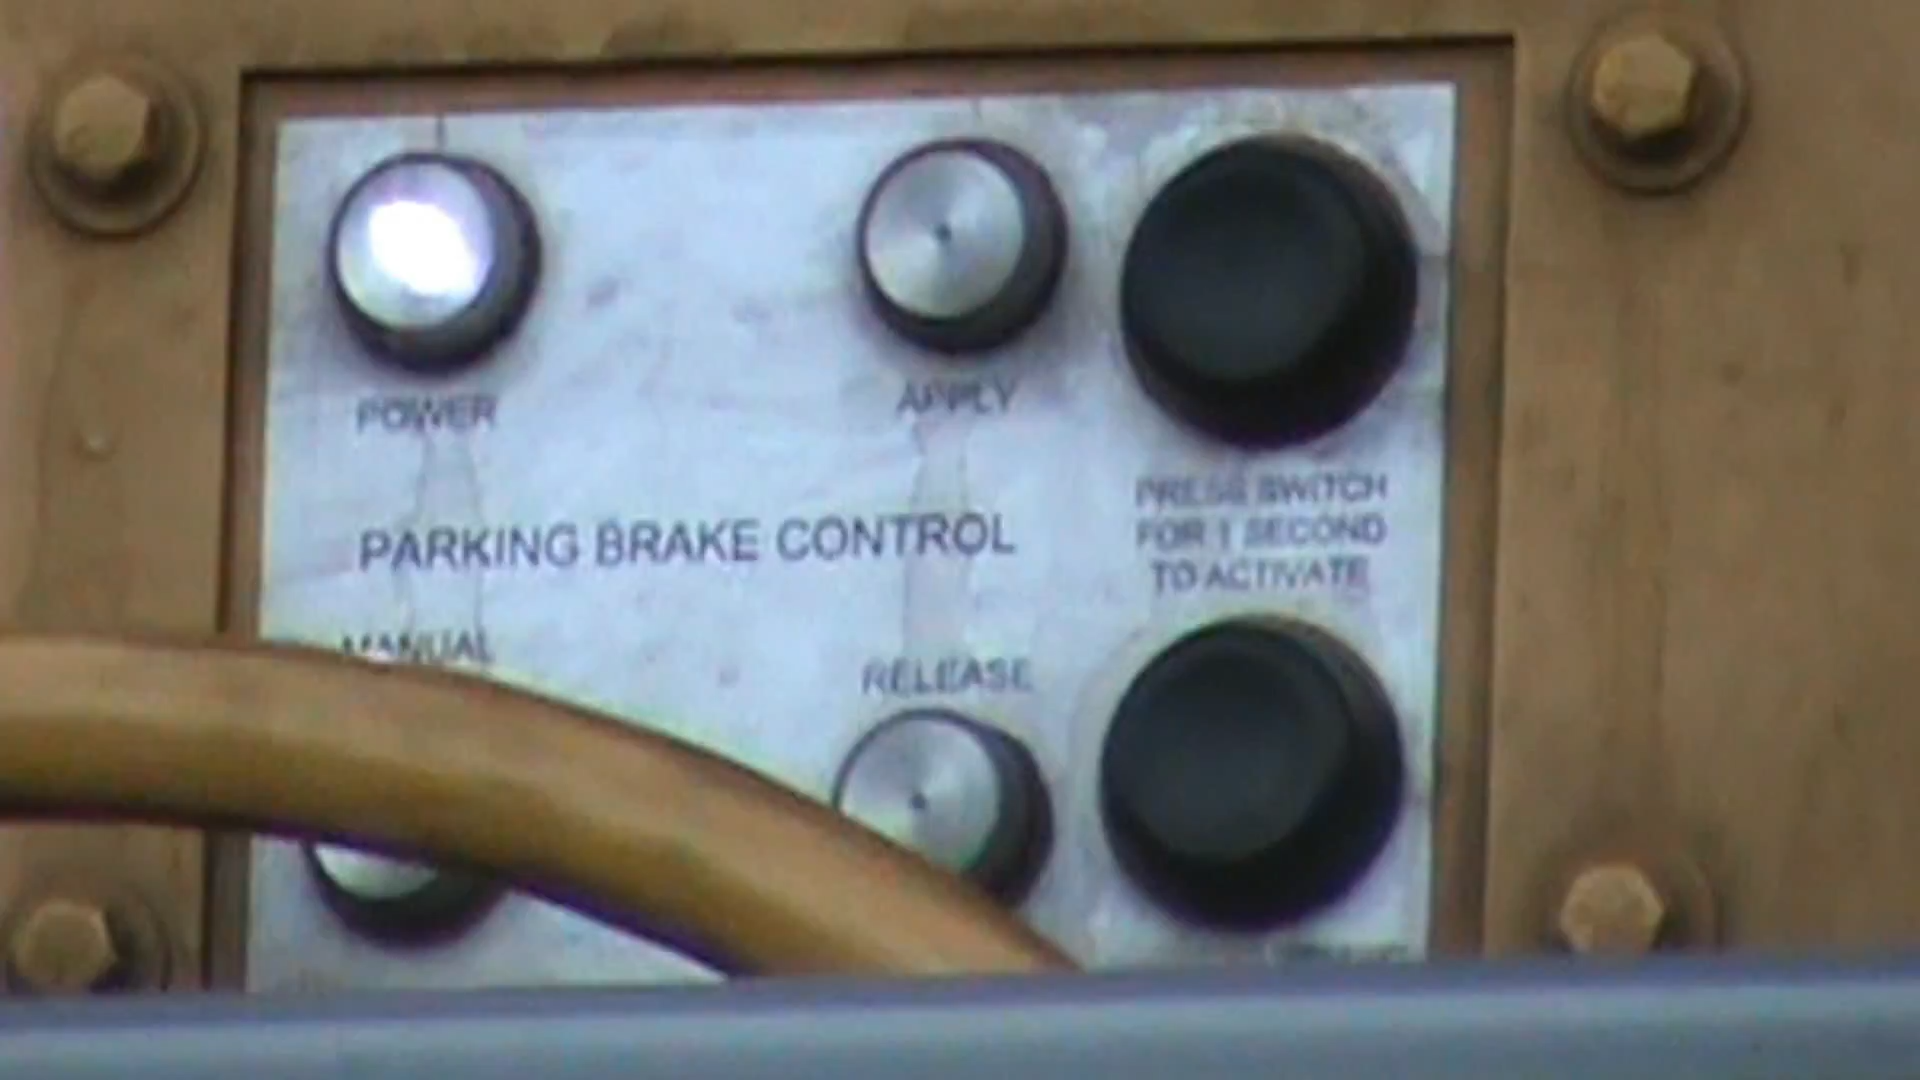 POWER
APPLY
PRESS SWITCH
FOR 1 SECOND
TO ACTIVATE
PARKING BRAKE CONTROL
MANUAL
RELEASE